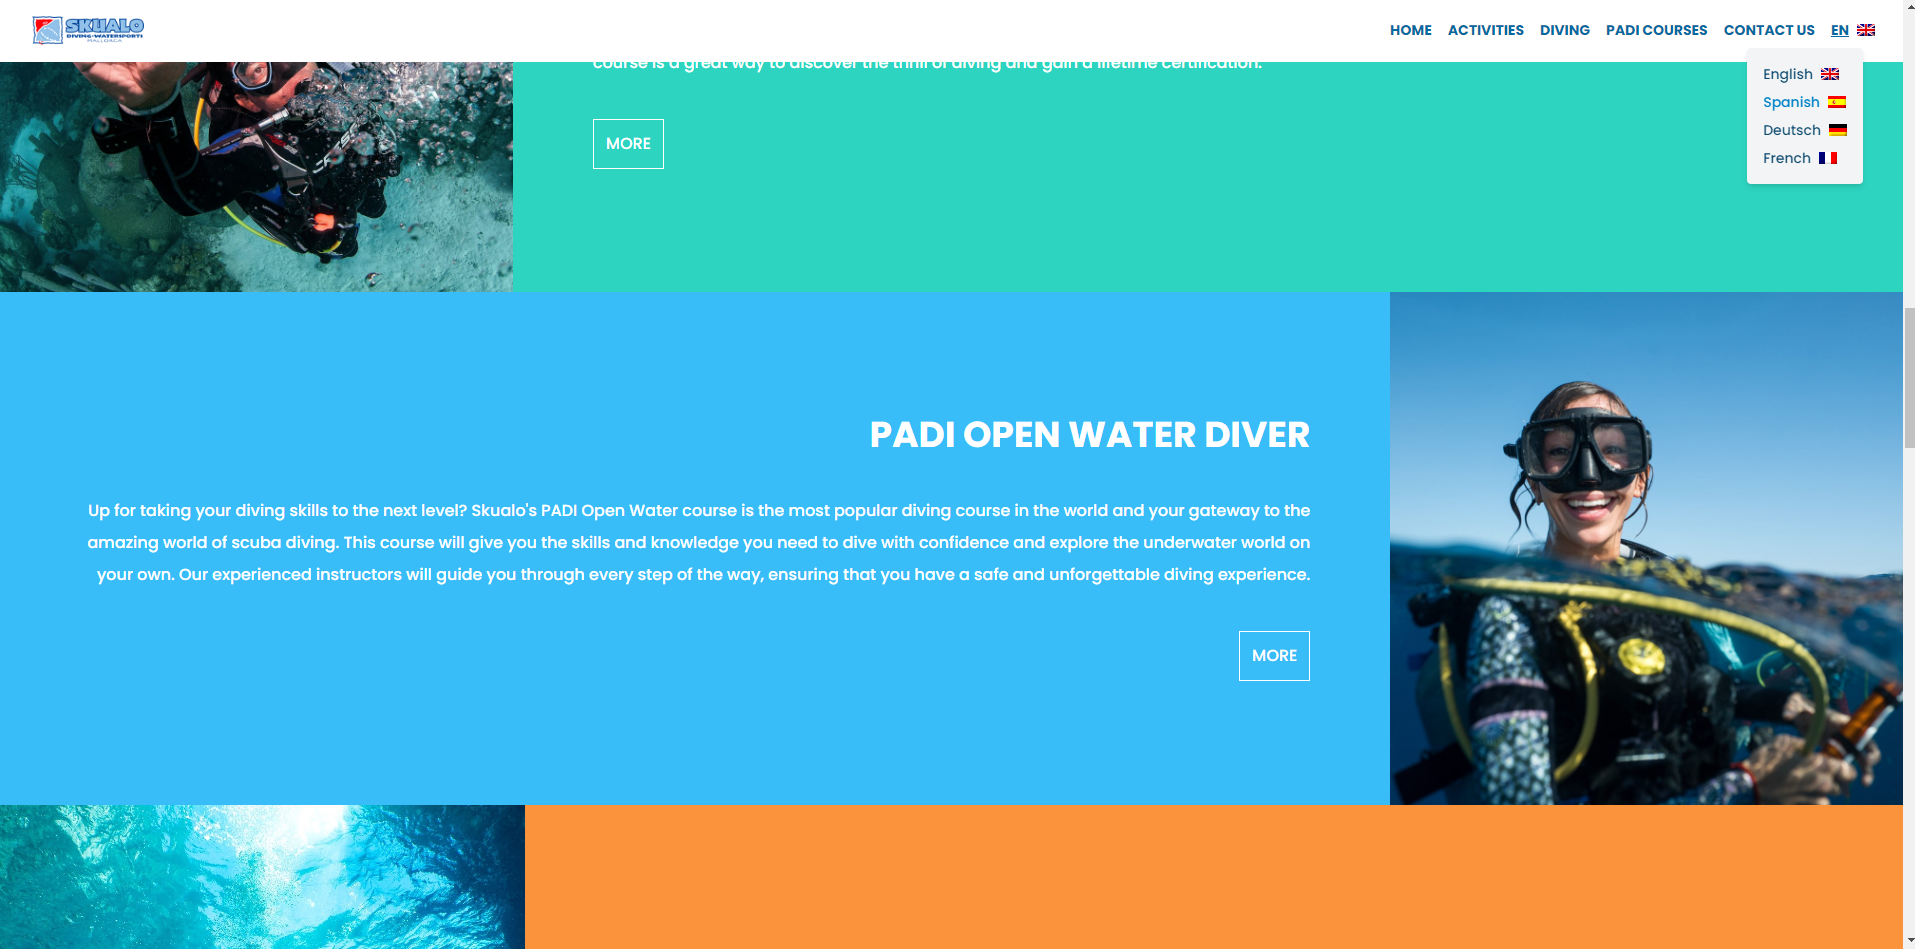 SKUALO
DIVING-WATERSPORTS
MALLORCA
HOME ACTIVITIES DIVING PADI COURSES CONTACT US EN
English
Spanish
Deutsch
French
course is a great way to discover the thrill of diving and gain a lifetime certification.
MORE
PADI OPEN WATER DIVER
Up for taking your diving skills to the next level? Skualo's PADI Open Water course is the most popular diving course in the world and your gateway to the
amazing world of scuba diving. This course will give you the skills and knowledge you need to dive with confidence and explore the underwater world on
your own. Our experienced instructors will guide you through every step of the way, ensuring that you have a safe and unforgettable diving experience.
MORE